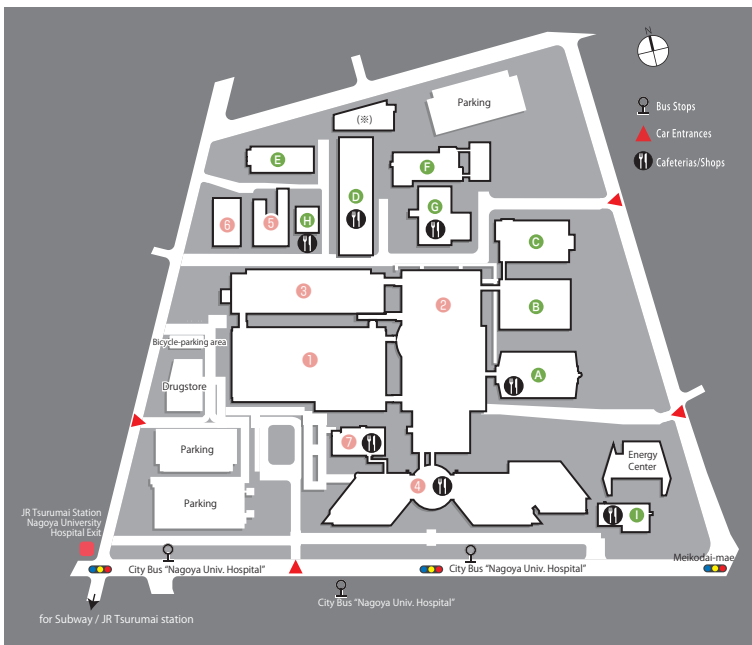 N
Parking
(※)
Bus Stops
Car Entrances
Cafeterias/Shops
E
F
D
G
H
5
6
C
3
2
B
Bicycle-parking area
1
A
Drugstore
7
Parking
Energy
Center
4
Parking
I
JR Tsurumai Station
Nagoya University
Hospital Exit
Meikodai-mae
City Bus “Nagoya Univ. Hospital”
City Bus “Nagoya Univ. Hospital”
City Bus “Nagoya Univ. Hospital”
for Subway / JR Tsurumai station